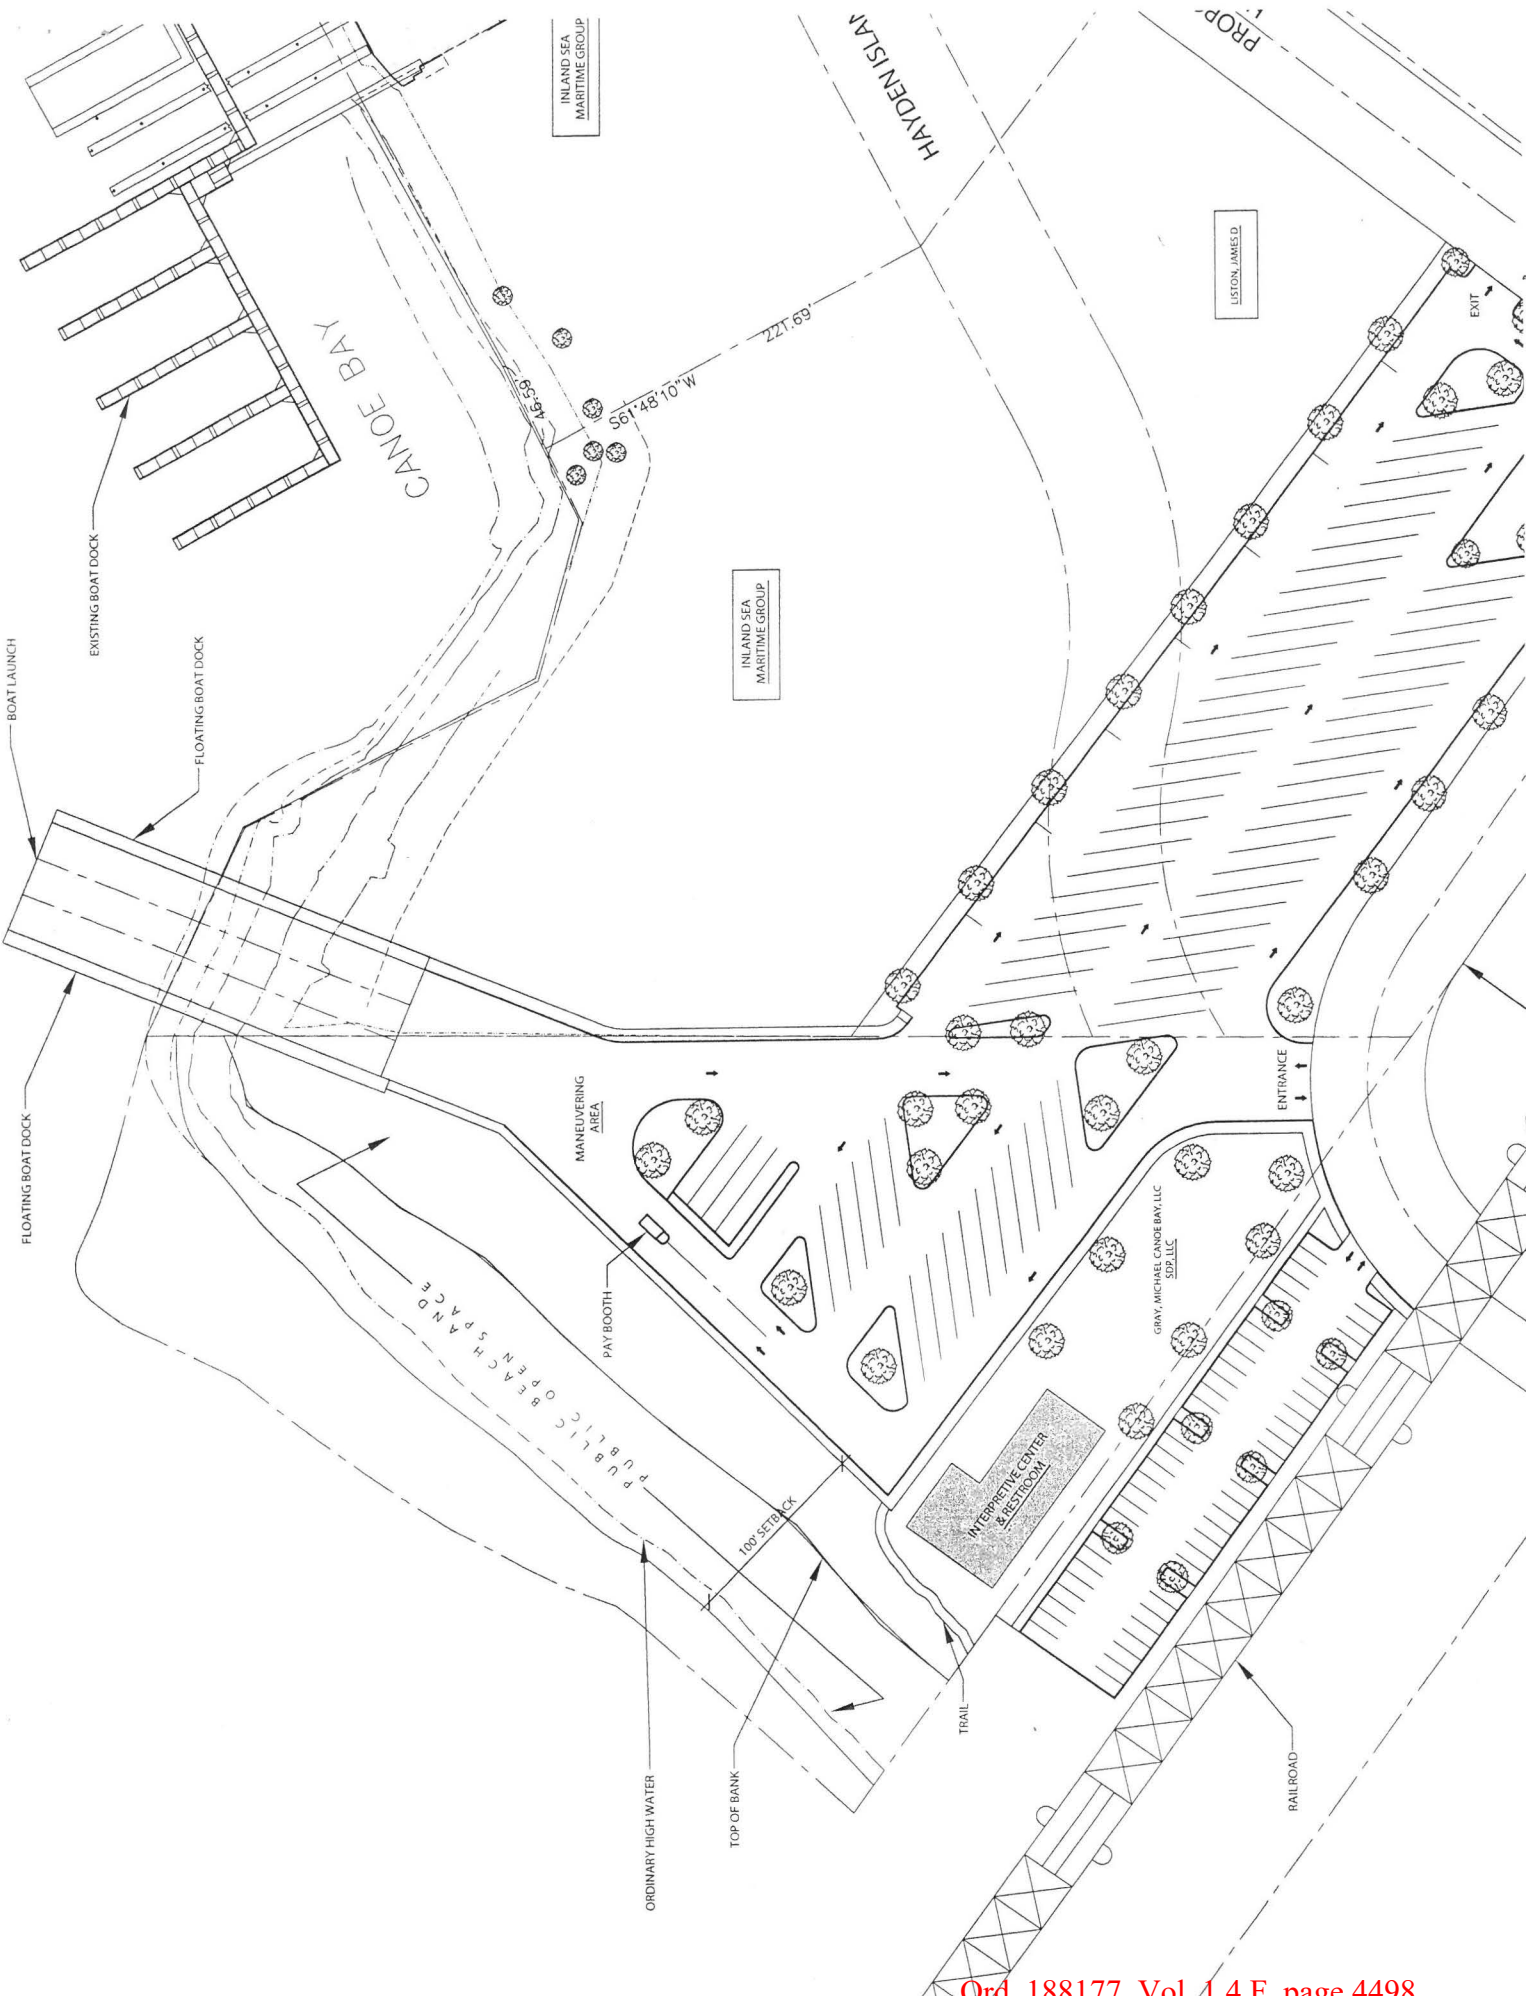 BOAT LAUNCH
FLOATING BOAT DOCK
EXISTING BOAT DOCK
FLOATING BOAT DOCK
CANOE BAY
INLAND SEA
MARITIME GROUP
INLAND SEA
MARITIME GROUP
46.59'
S61°48'10"W
227.69'
LISTON, JAMES D
EXIT
MANEUVERING
AREA
PAY BOOTH
ENTRANCE
PUBLIC BEACH AND
PUBLIC OPEN SPACE
100' SETBACK
GRAY, MICHAEL CANOE BAY, LLC
SDP, LLC
INTERPRETIVE CENTER
& RESTROOM
ORDINARY HIGH WATER
TOP OF BANK
TRAIL
RAILROAD
HAYDEN
Ord. 188177, Vol. 1.4.F, page 4498